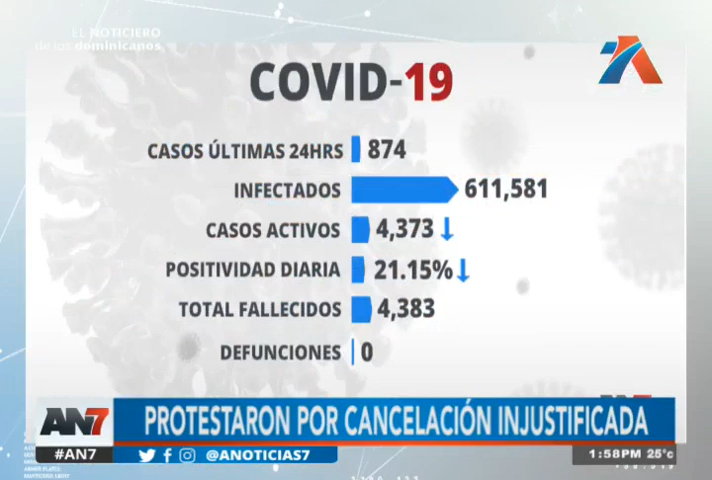 EL NOTICIERO
de los dominicanos
COVID-19
CASOS ÚLTIMAS 24HRS 874
INFECTADOS 611,581
CASOS ACTIVOS 4,373
POSITIVIDAD DIARIA 21.15%
TOTAL FALLECIDOS 4,383
DEFUNCIONES 0
AN7
AN7 PROTESTARON POR CANCELACIÓN INJUSTIFICADA
#AN7 @ANOTICIAS7 1:58PM 25°c